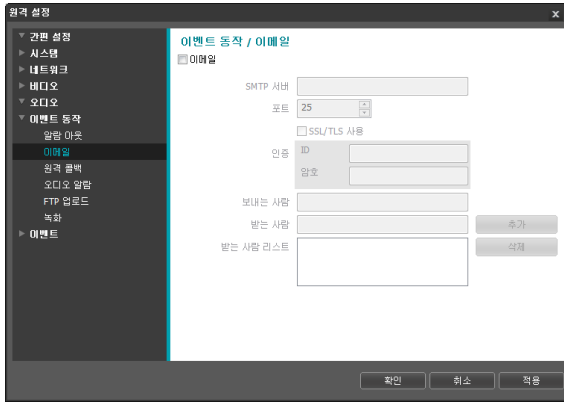 원격 설정
간편 설정
시스템
네트워크
비디오
오디오
이벤트 동작
알람 아웃
이메일
원격 콜백
오디오 알람
FTP 업로드
녹화
이벤트
이벤트 동작 / 이메일
이메일
SMTP 서버
포트 25
SSL/TLS 사용
인증 ID
암호
보내는 사람
받는 사람 추가
받는 사람 리스트 삭제
확인 취소 적용